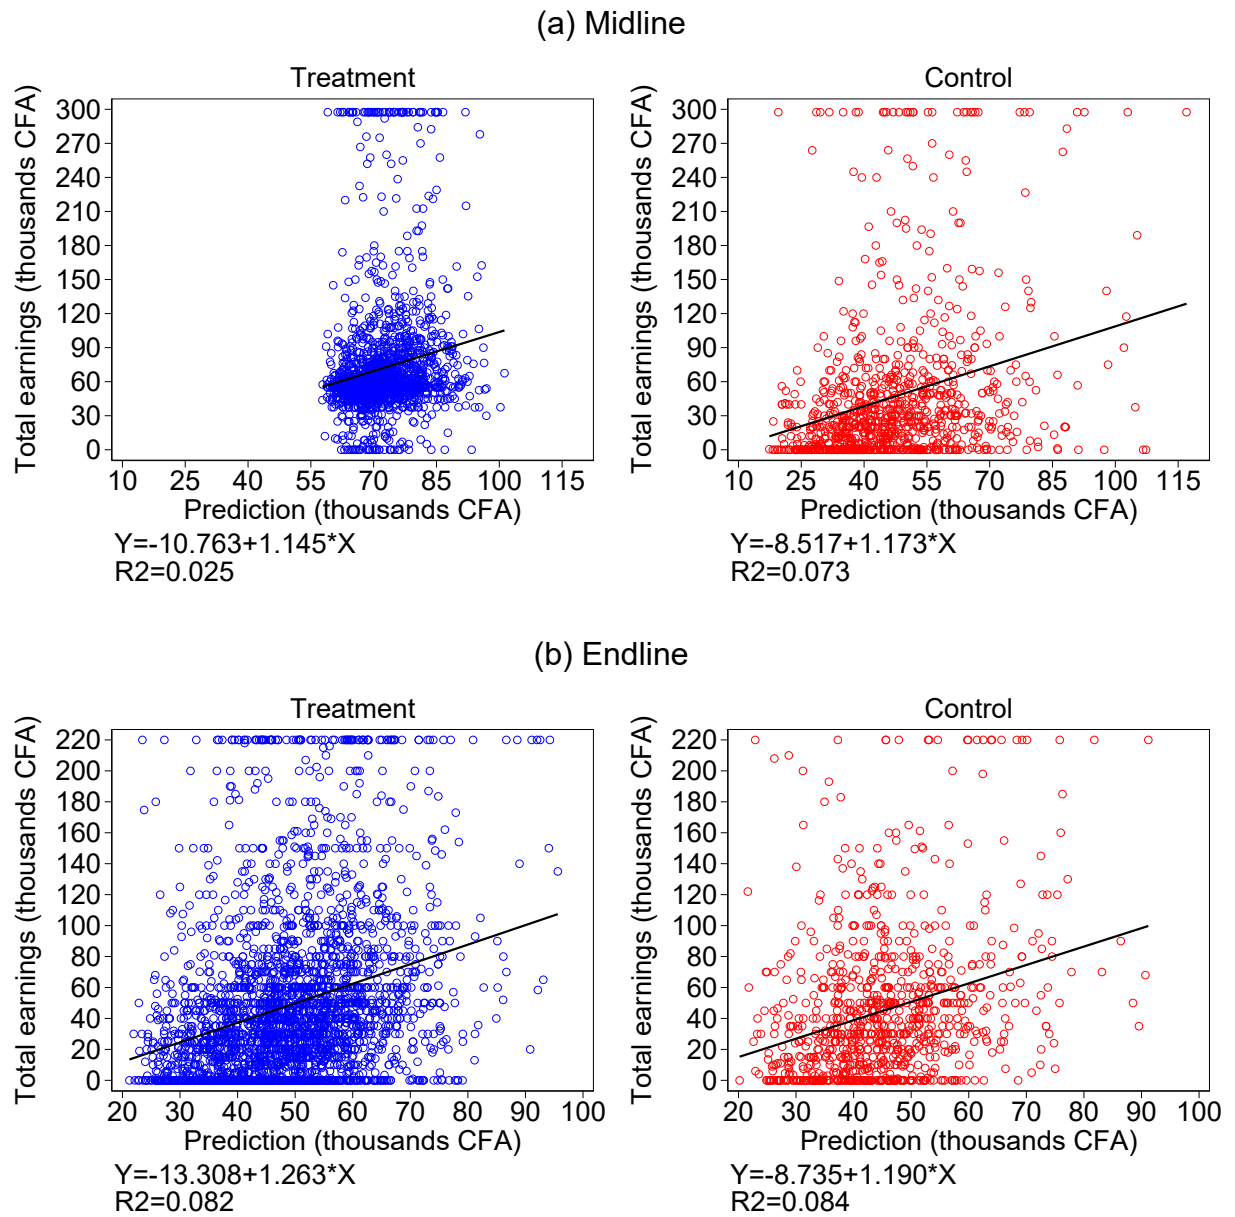 (a) Midline
Treatment
Total earnings (thousands CFA)
300
270
240
210
180
150
120
90
60
30
0
10 25 40 55 70 85 100 115
Prediction (thousands CFA)
Y=-10.763+1.145*X
R2=0.025
Control
Total earnings (thousands CFA)
300
270
240
210
180
150
120
90
60
30
0
10 25 40 55 70 85 100 115
Prediction (thousands CFA)
Y=-8.517+1.173*X
R2=0.073
(b) Endline
Treatment
Total earnings (thousands CFA)
220
200
180
160
140
120
100
80
60
40
20
0
20 30 40 50 60 70 80 90 100
Prediction (thousands CFA)
Y=-13.308+1.263*X
R2=0.082
Control
Total earnings (thousands CFA)
220
200
180
160
140
120
100
80
60
40
20
0
20 30 40 50 60 70 80 90 100
Prediction (thousands CFA)
Y=-8.735+1.190*X
R2=0.084